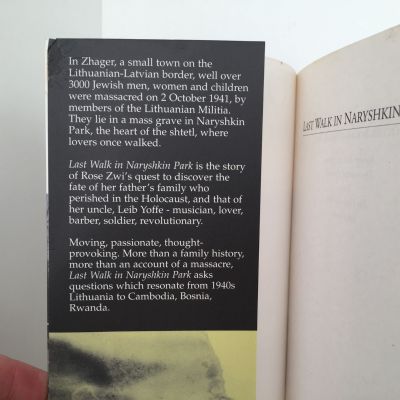 In Zhager, a small town on the
Lithuanian-Latvian border, well over
3000 Jewish men, women and children
were massacred on 2 October 1941, by
members of the Lithuanian Militia.
They lie in a mass grave in Naryshkin
Park, the heart of the shtetl, where
lovers once walked.
Last Walk in Naryshkin Park is the story
of Rose Zwi's quest to discover the
fate of her father's family who
perished in the Holocaust, and that of
her uncle, Leib Yoffe - musician, lover,
barber, soldier, revolutionary.
Moving, passionate, thought-
provoking. More than a family history,
more than an account of a massacre,
Last Walk in Naryshkin Park asks
questions which resonate from 1940s
Lithuania to Cambodia, Bosnia,
Rwanda.
LAST WALK IN NARYSHKIN